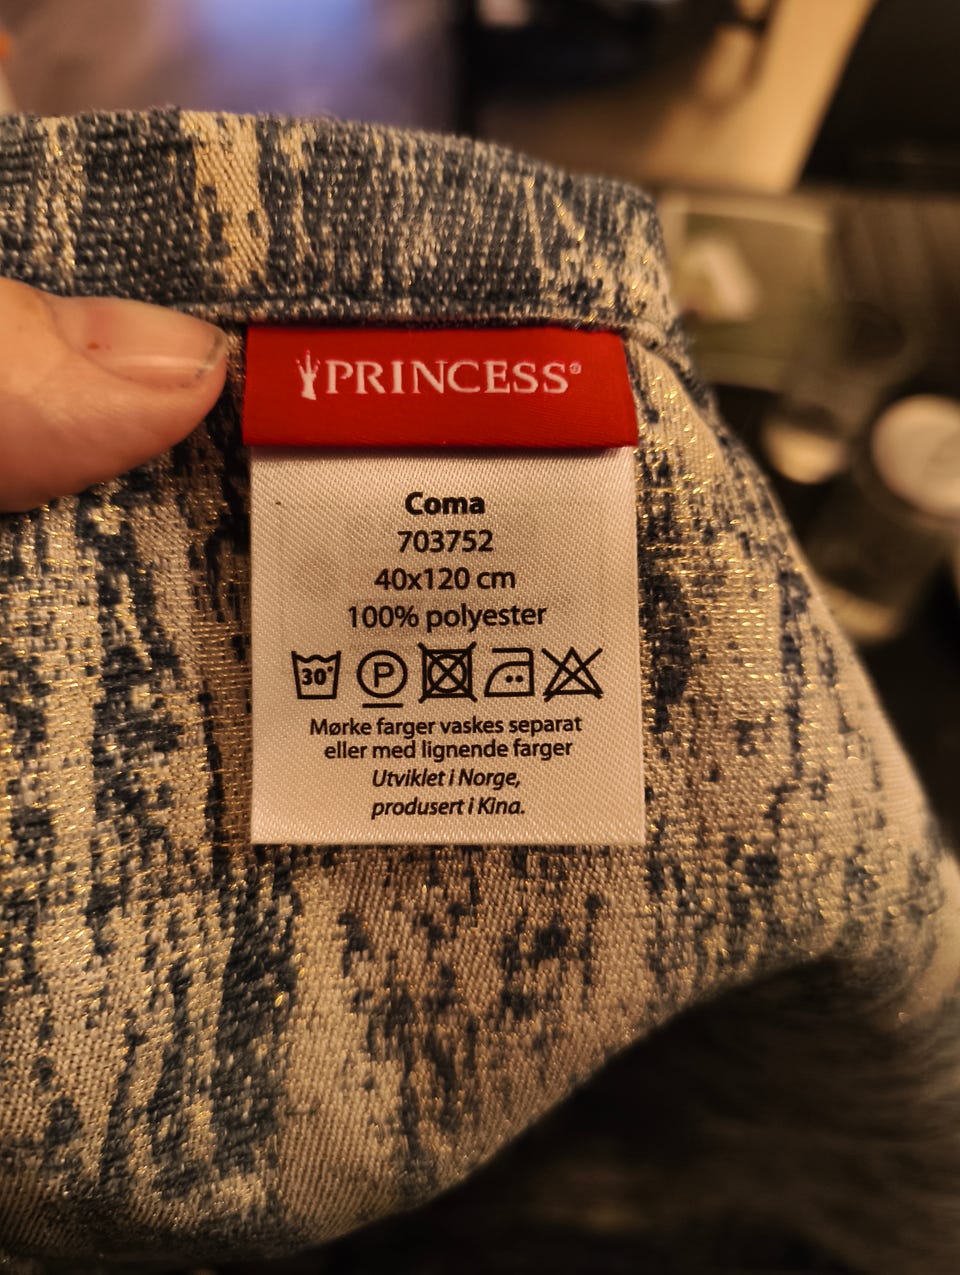 PRINCESS®
Coma
703752
40x120 cm
100% polyester
30° P
Mørke farger vaskes separat
eller med lignende farger
Utviklet i Norge,
produsert i Kina.